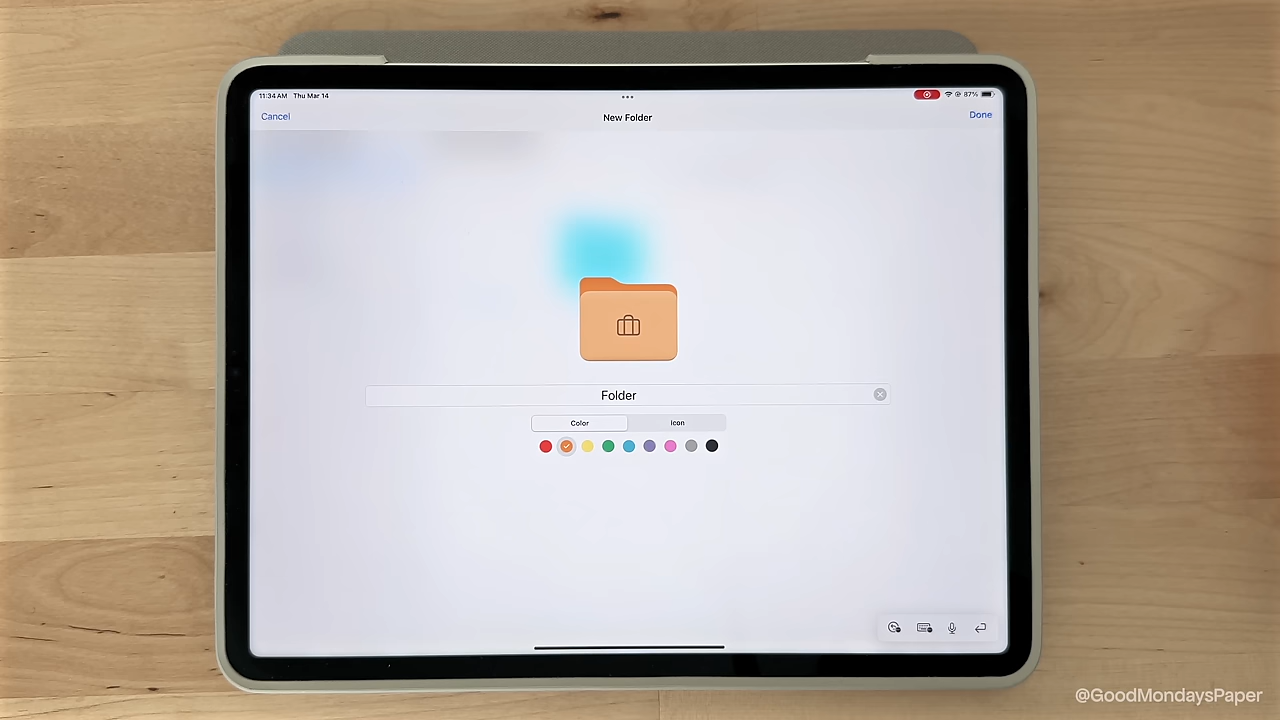 11:34 AM Thu Mar 14
87%
Cancel
New Folder
Done
Folder
Color
Icon
@GoodMondaysPaper